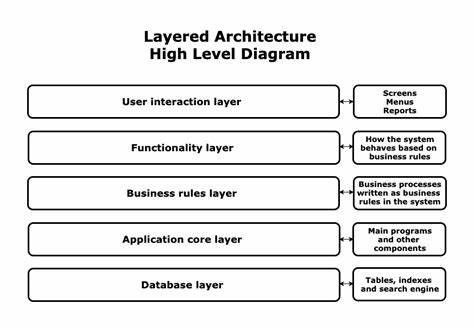 Layered Architecture
High Level Diagram
User interaction layer
Screens
Menus
Reports
Functionality layer
How the system
behaves based on
business rules
Business rules layer
Business processes
written as business
rules in the system
Application core layer
Main programs
and other
components
Database layer
Tables, indexes
and search engine